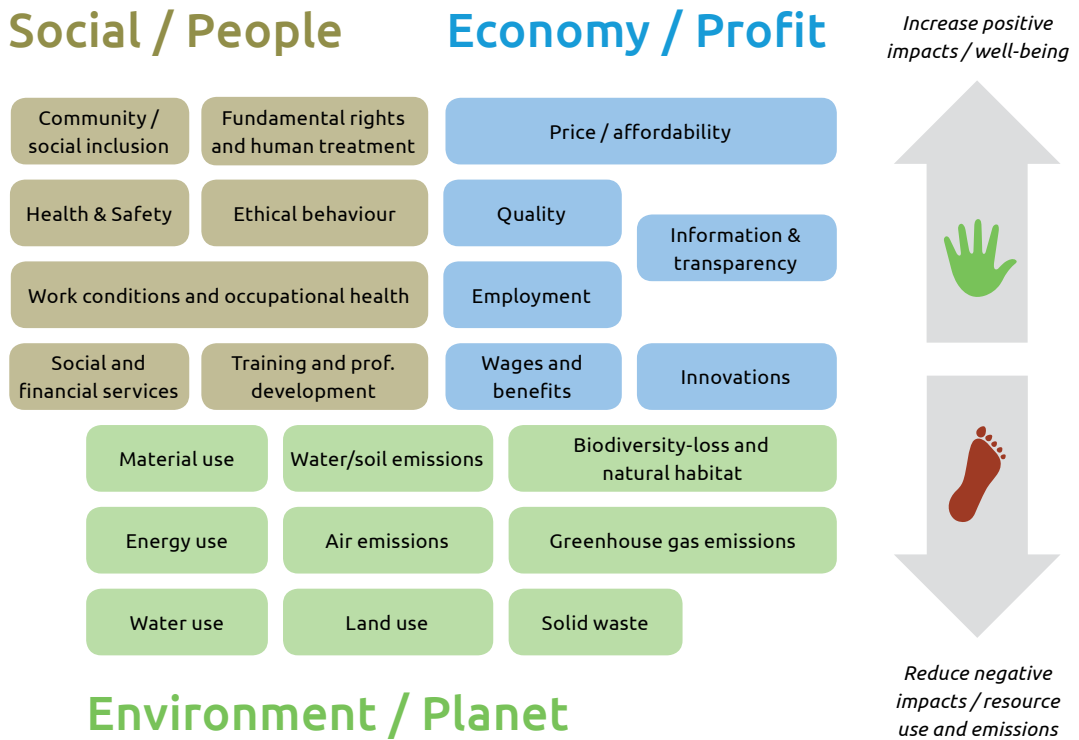 Social / People
Economy / Profit
Increase positive
impacts / well-being
Community /
social inclusion
Fundamental rights
and human treatment
Price / affordability
Health & Safety
Ethical behaviour
Quality
Information &
transparency
Work conditions and occupational health
Employment
Social and
financial services
Training and prof.
development
Wages and
benefits
Innovations
Material use
Water/soil emissions
Biodiversity-loss and
natural habitat
Energy use
Air emissions
Greenhouse gas emissions
Water use
Land use
Solid waste
Environment / Planet
Reduce negative
impacts / resource
use and emissions